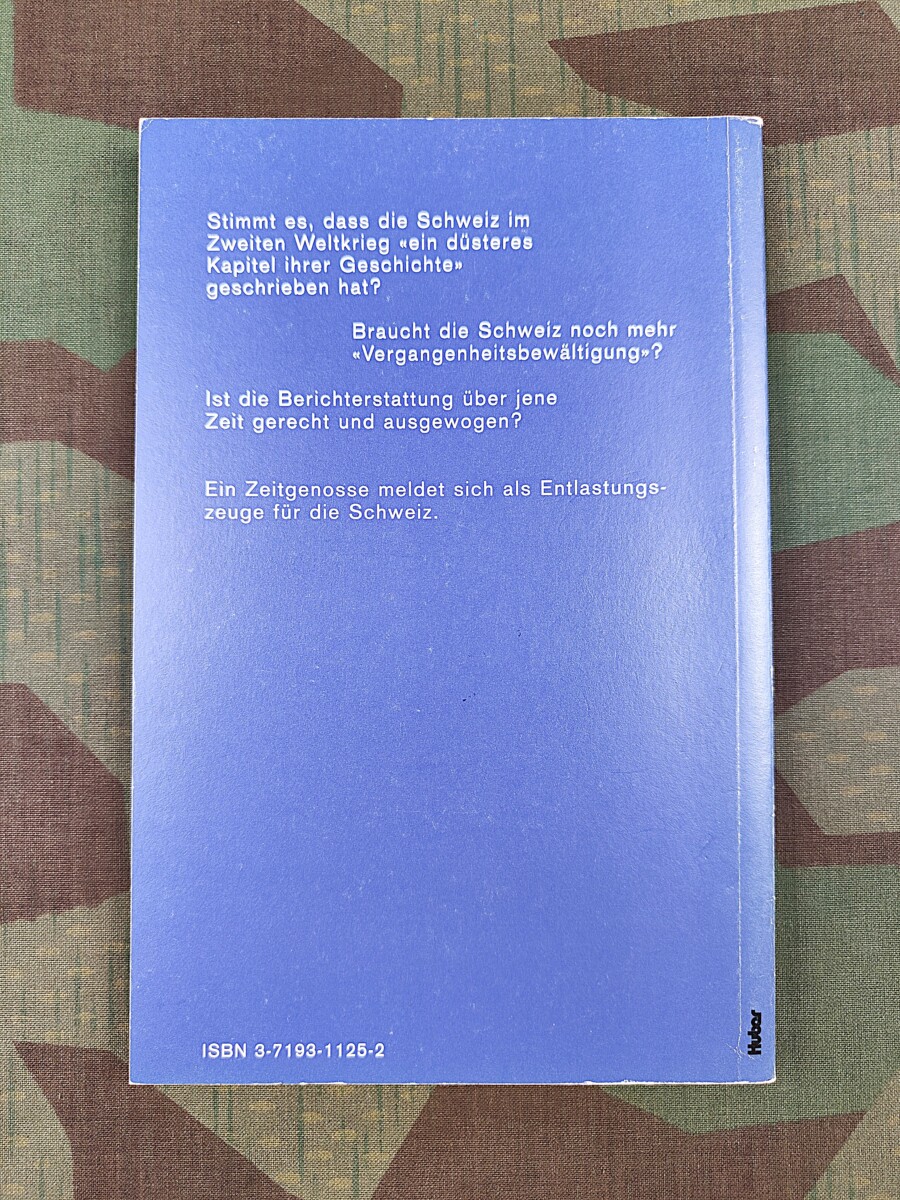 Stimmt es, dass die Schweiz im
Zweiten Weltkrieg «ein düsteres
Kapitel ihrer Geschichte»
geschrieben hat?
Braucht die Schweiz noch mehr
«Vergangenheitsbewältigung»?
Ist die Berichterstattung über jene
Zeit gerecht und ausgewogen?
Ein Zeitgenosse meldet sich als Entlastungs-
zeuge für die Schweiz.
ISBN 3-7193-1125-2
Huber